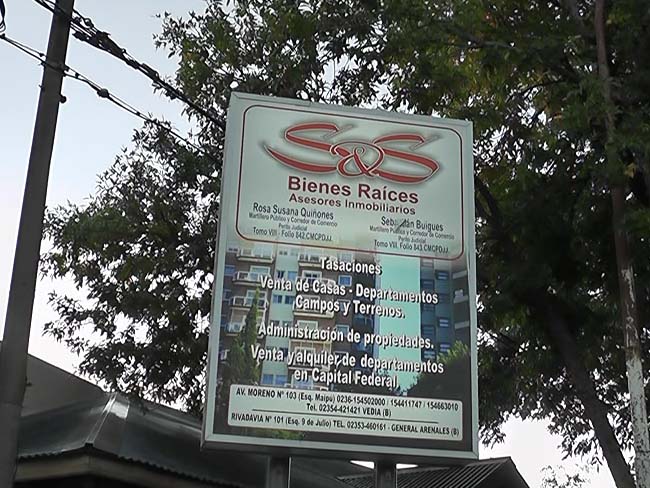 S&S
Bienes Raíces
Asesores Inmobiliarios
Rosa Susana Quiñones
Martillero Público y Corredor de Comercio
Perito Judicial
Tomo VIII. Folio 842.CMCPDJJ.
Sebastián Buigues
Martillero Público y Corredor de Comercio
Perito Judicial
Tomo VIII. Folio 843.CMCPDJJ.
Tasaciones
Venta de Casas - Departamentos
Campos y Terrenos.
Administración de propiedades.
Venta y alquiler de departamentos
en Capital Federal
AV. MORENO Nº 103 (Esq. Maipú) 0236-154502000 / 154411747 / 154663010
Tel. 02354-421421 VEDIA (B)
RIVADAVIA Nº 101 (Esq. 9 de Julio) TEL. 02353-460161 - GENERAL ARENALES (B)